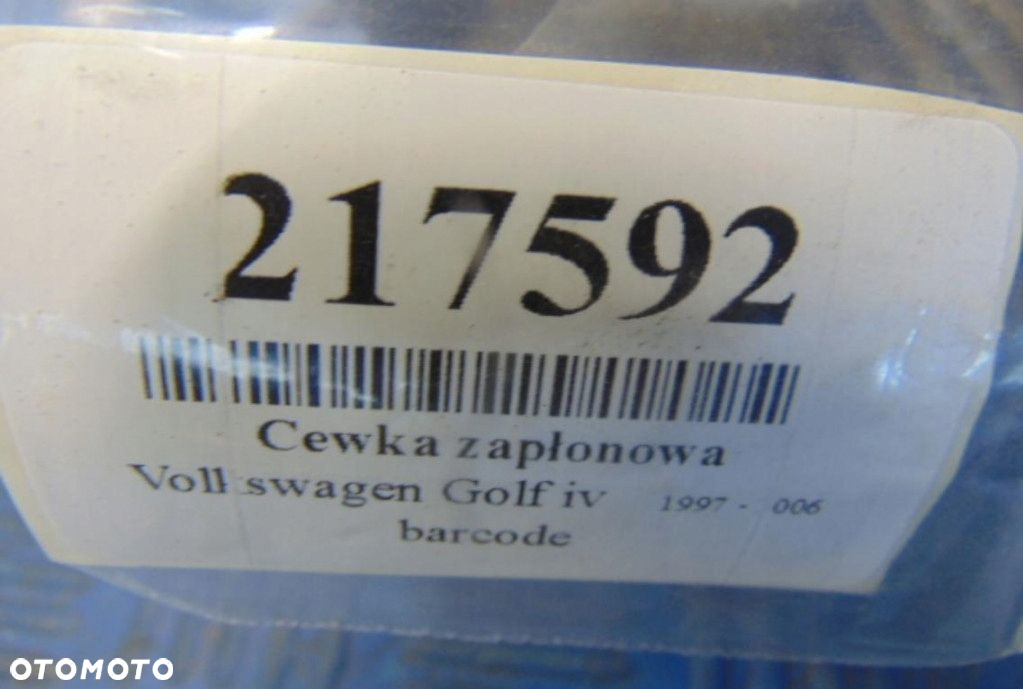 217592
Cewka zapłonowa
Volkswagen Golf iv 1997 - 006
barcode
OTOMOTO